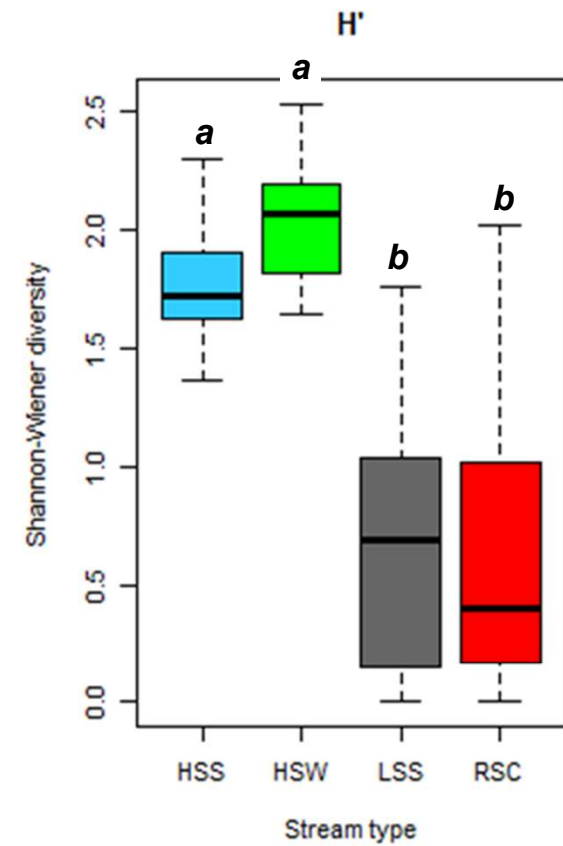 H'
Shannon-Wiener diversity
2.5
2.0
1.5
1.0
0.5
0.0
a
a
b
b
HSS HSW LSS RSC
Stream type